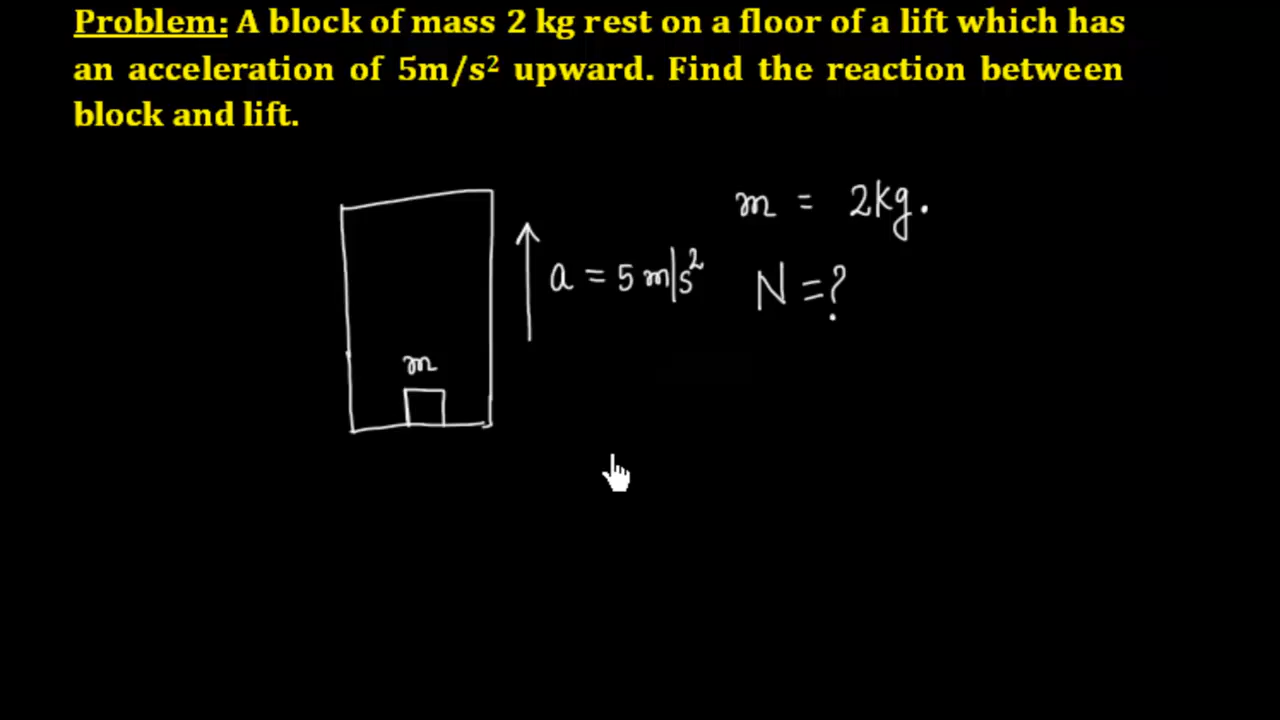 Problem: A block of mass 2 kg rest on a floor of a lift which has
an acceleration of 5m/s² upward. Find the reaction between
block and lift.
m = 2kg.
a = 5 m/s²
N = ?
m